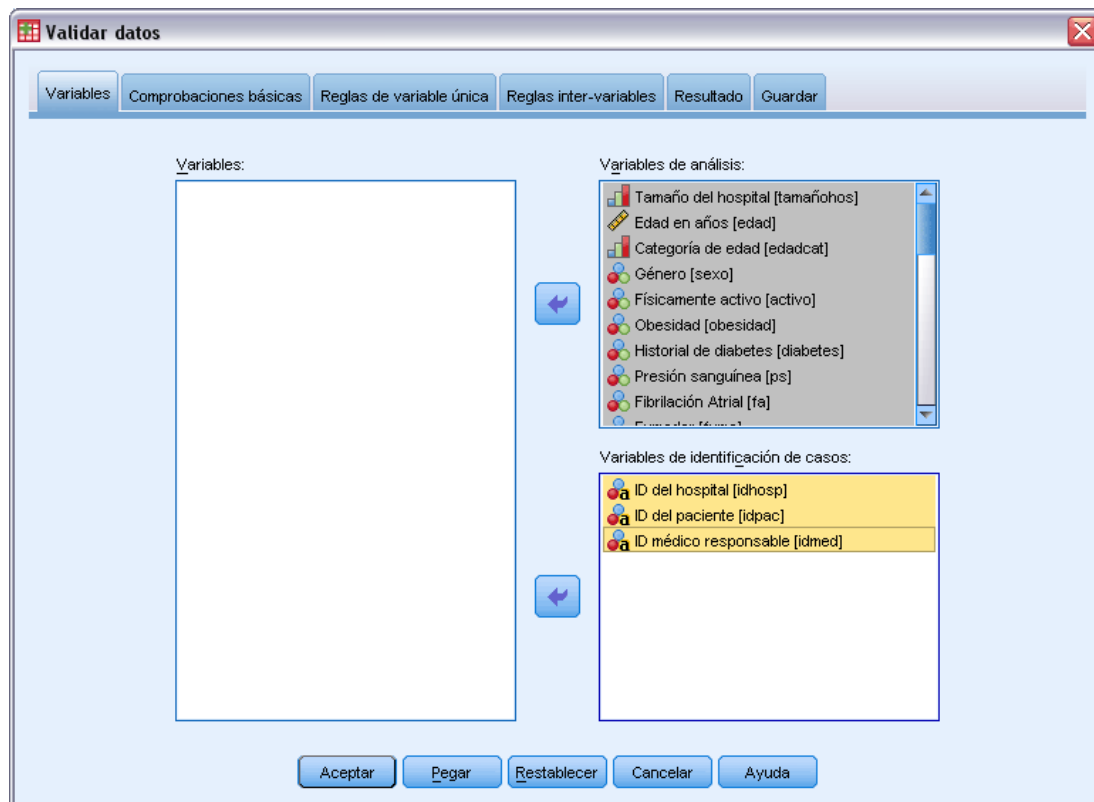 Validar datos
Variables
Comprobaciones básicas
Reglas de variable única
Reglas inter-variables
Resultado
Guardar
Variables:
Variables de análisis:
Tamaño del hospital [tamañohos]
Edad en años [edad]
Categoría de edad [edadcat]
Género [sexo]
Físicamente activo [activo]
Obesidad [obesidad]
Historial de diabetes [diabetes]
Presión sanguínea [ps]
Fibrilación Atrial [fa]
Variables de identificación de casos:
ID del hospital [idhosp]
ID del paciente [idpac]
ID médico responsable [idmed]
Aceptar
Pegar
Restablecer
Cancelar
Ayuda